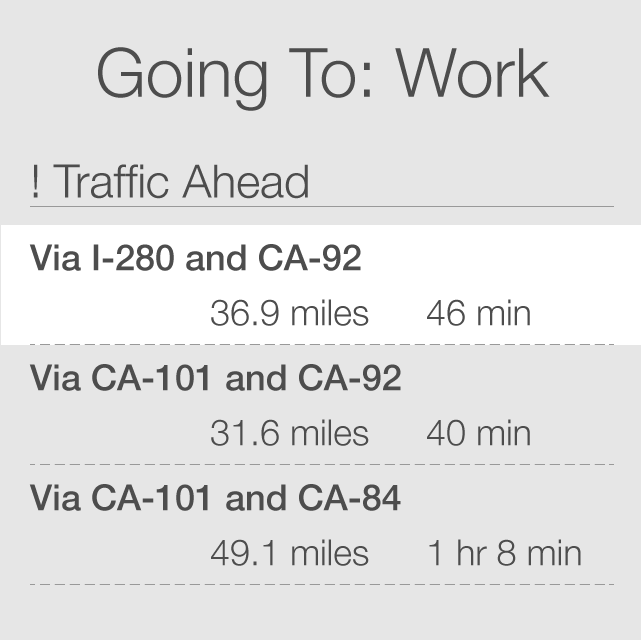 Going To: Work
! Traffic Ahead
Via I-280 and CA-92
36.9 miles 46 min
Via CA-101 and CA-92
31.6 miles 40 min
Via CA-101 and CA-84
49.1 miles 1 hr 8 min